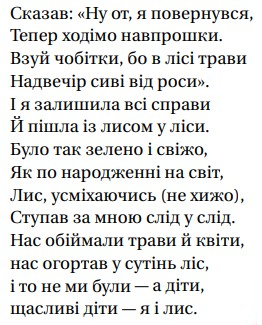 Сказав: «Ну от, я повернувся,
Тепер ходімо навпрошки.
Взуй чобітки, бо в лісі трави
Надвечір сиві від роси».
І я залишила всі справи
Й пішла із лисом у ліси.
Було так зелено і свіжо,
Як по народженні на світ,
Лис, усміхаючись (не хижо),
Ступав за мною слід у слід.
Нас обіймали трави й квіти,
нас огортав у сутінь ліс,
і то не ми були — а діти,
щасливі діти — я і лис.